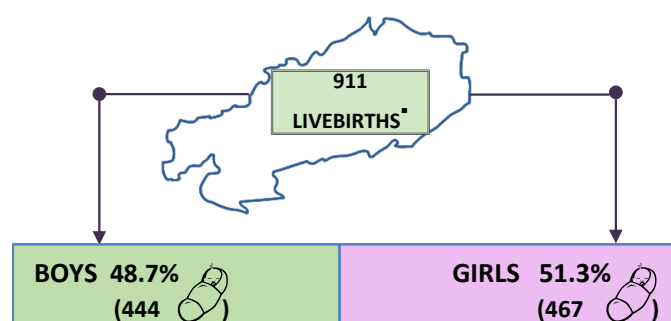 911
LIVEBIRTHS▪
BOYS 48.7%
(444 )
GIRLS 51.3%
(467 )